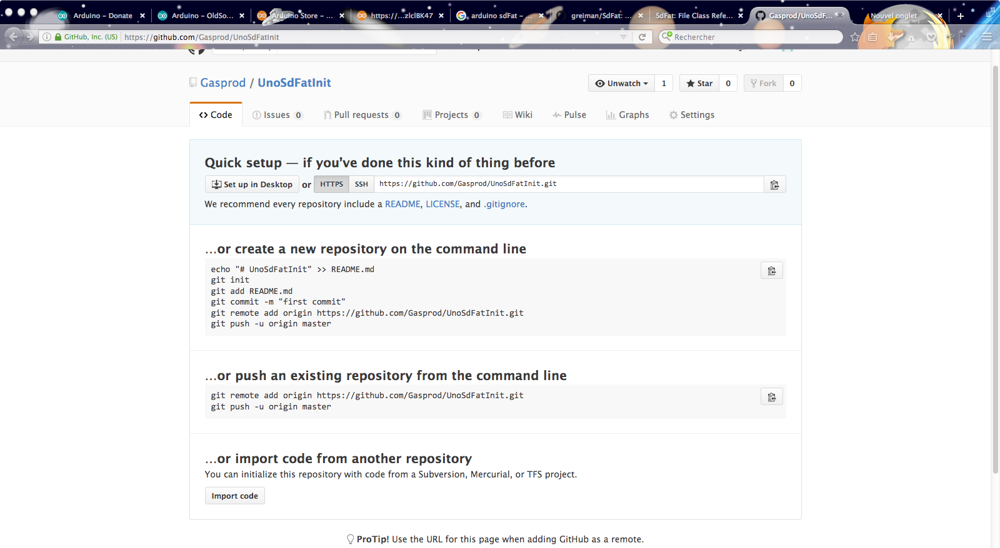 Arduino – Donate
Arduino – OldSo...
Arduino Store – ...
https://...zlclBK47
arduino sdFat – ...
greiman/SdFat: ...
SdFat: File Class Refe...
Gasprod/UnoSdF...
Nouvel onglet
GitHub, Inc. (US)
https://github.com/Gasprod/UnoSdFatInit
Rechercher
Gasprod / UnoSdFatInit
Unwatch 1
Star 0
Fork 0
Code
Issues 0
Pull requests 0
Projects 0
Wiki
Pulse
Graphs
Settings
Quick setup — if you’ve done this kind of thing before
Set up in Desktop or HTTPS SSH https://github.com/Gasprod/UnoSdFatInit.git
We recommend every repository include a README, LICENSE, and .gitignore.
…or create a new repository on the command line
echo "# UnoSdFatInit" >> README.md
git init
git add README.md
git commit -m "first commit"
git remote add origin https://github.com/Gasprod/UnoSdFatInit.git
git push -u origin master
…or push an existing repository from the command line
git remote add origin https://github.com/Gasprod/UnoSdFatInit.git
git push -u origin master
…or import code from another repository
You can initialize this repository with code from a Subversion, Mercurial, or TFS project.
Import code
ProTip! Use the URL for this page when adding GitHub as a remote.